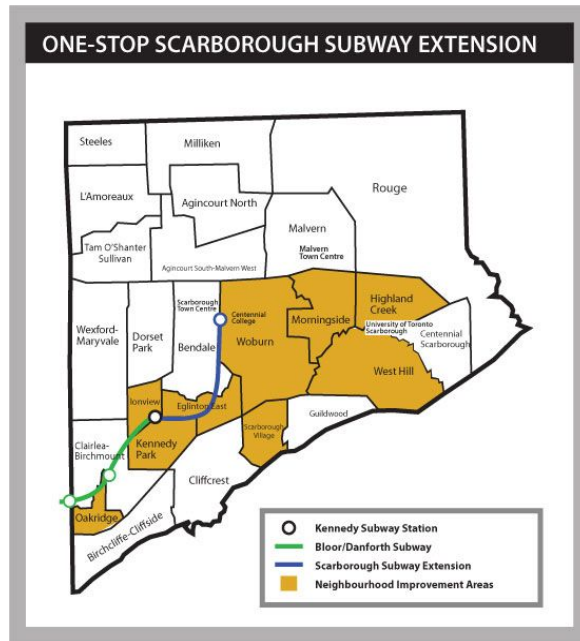 ONE-STOP SCARBOROUGH SUBWAY EXTENSION
Steeles
Milliken
L'Amoreaux
Agincourt North
Rouge
Tam O'Shanter
Sullivan
Agincourt South-Malvern West
Malvern
Malvern
Town Centre
Wexford-
Maryvale
Dorset
Park
Scarborough
Town Centre
Bendale
Centennial
College
Woburn
Morningside
Highland
Creek
University of Toronto
Scarborough
Centennial
Scarborough
West Hill
Ionview
Eglinton East
Kennedy
Park
Scarborough
Village
Guildwood
Clairlea-
Birchmount
Cliffcrest
Oakridge
Birchcliffe-Cliffside
Kennedy Subway Station
Bloor/Danforth Subway
Scarborough Subway Extension
Neighbourhood Improvement Areas